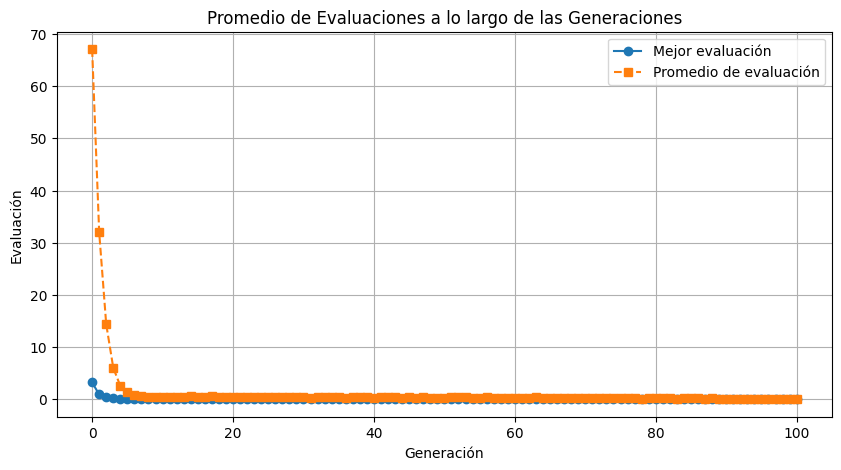 Promedio de Evaluaciones a lo largo de las Generaciones
Mejor evaluación
Promedio de evaluación
Evaluación
70
60
50
40
30
20
10
0
0 20 40 60 80 100
Generación